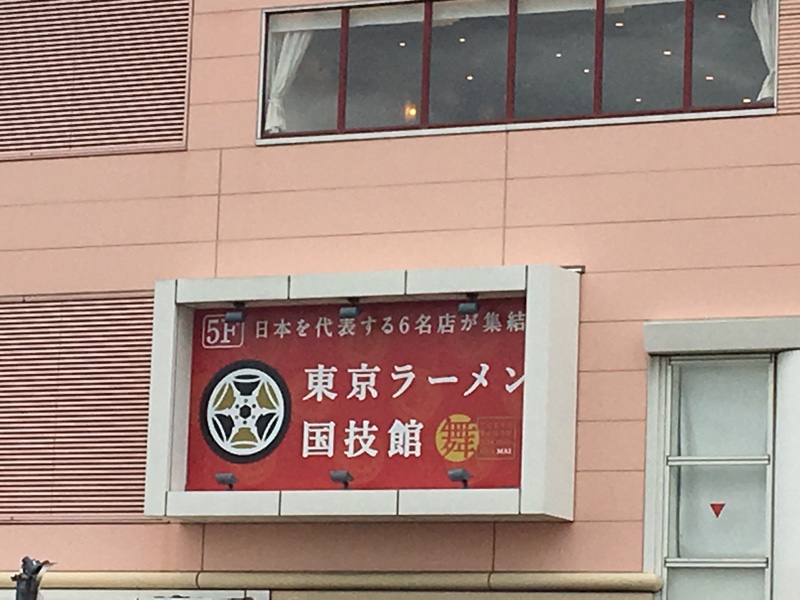 5F 日本を代表する6名店が集結
東京ラーメン
国技館 舞
MAI